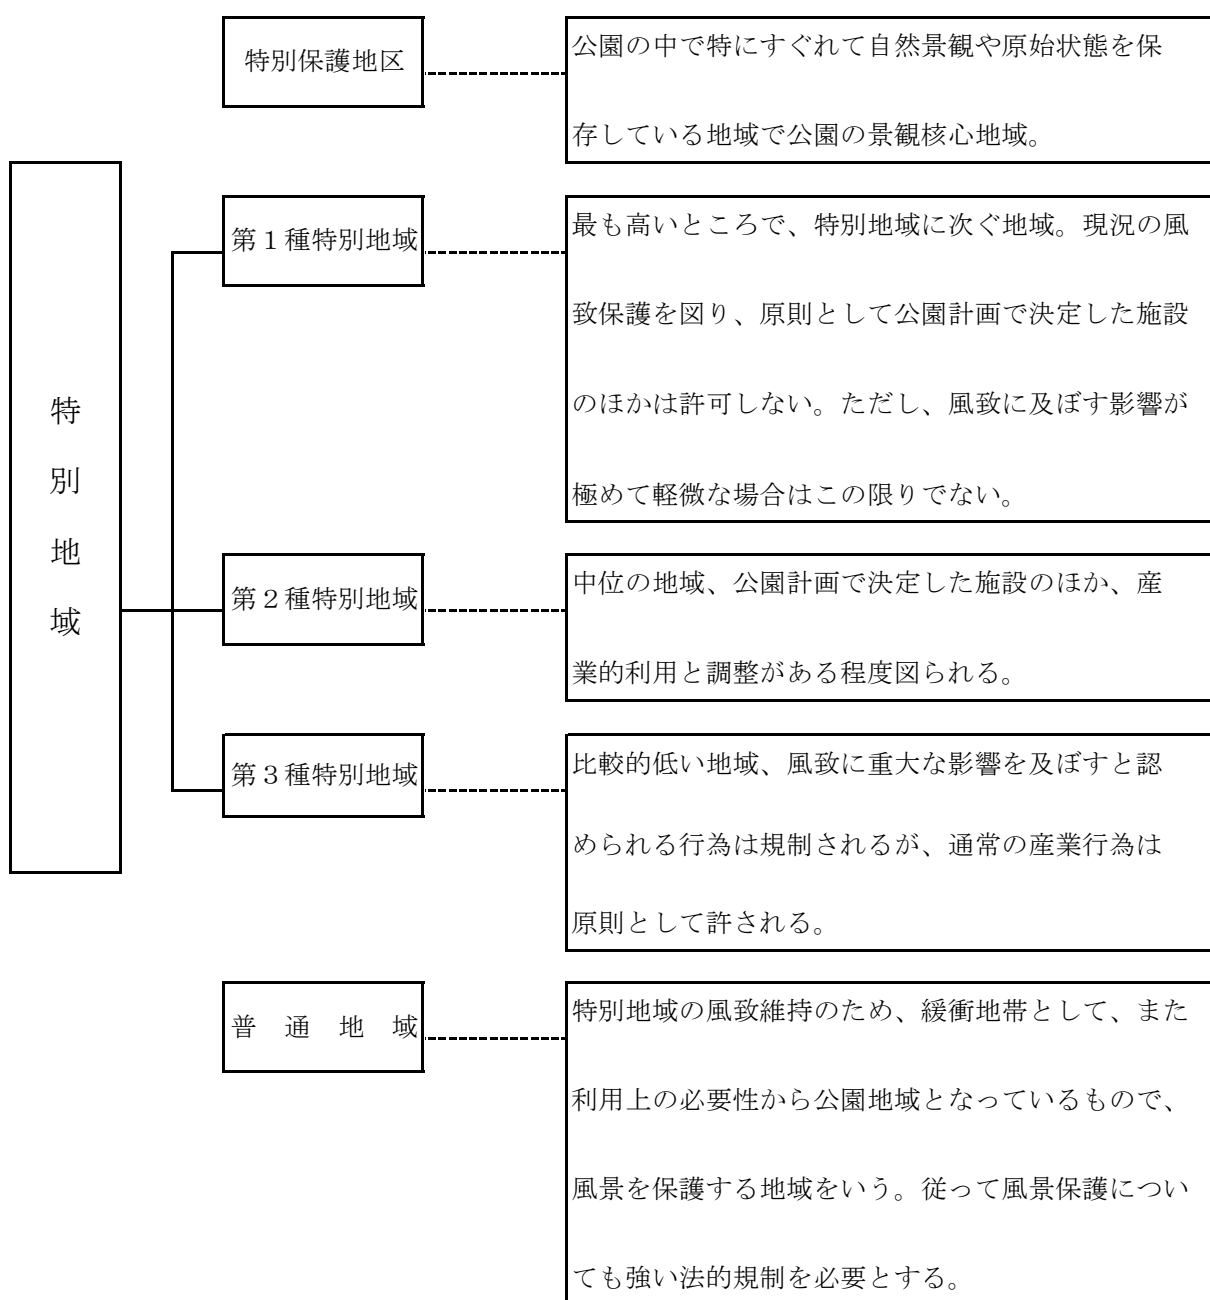 特別保護地区
公園の中で特にすぐれて自然景観や原始状態を保
存している地域で公園の景観核心地域。
特別地域
第１種特別地域
最も高いところで、特別地域に次ぐ地域。現況の風
致保護を図り、原則として公園計画で決定した施設
のほかは許可しない。ただし、風致に及ぼす影響が
極めて軽微な場合はこの限りでない。
第２種特別地域
中位の地域、公園計画で決定した施設のほか、産
業的利用と調整がある程度図られる。
第３種特別地域
比較的低い地域、風致に重大な影響を及ぼすと認
められる行為は規制されるが、通常の産業行為は
原則として許される。
普　通　地　域
特別地域の風致維持のため、緩衝地帯として、また
利用上の必要性から公園地域となっているもので、
風景を保護する地域をいう。従って風景保護につい
ても強い法的規制を必要とする。